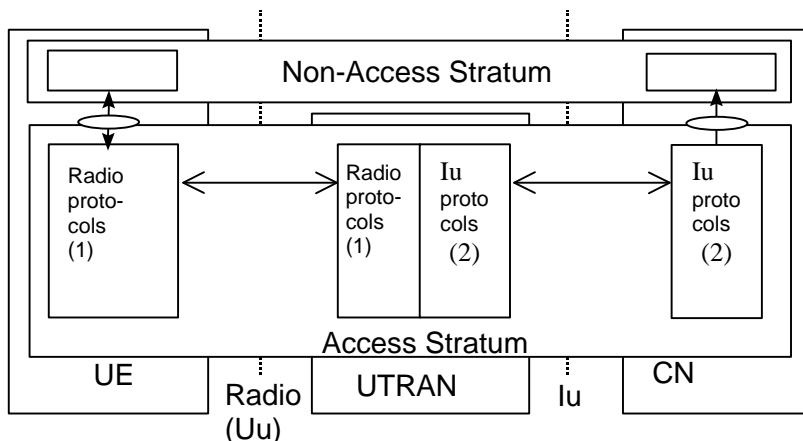 Non-Access Stratum
Radio
proto-
cols
(1)
Radio
proto-
cols
(1)
Iu
proto
cols
(2)
Iu
proto
cols
(2)
Access Stratum
UE
Radio
(Uu)
UTRAN
Iu
CN